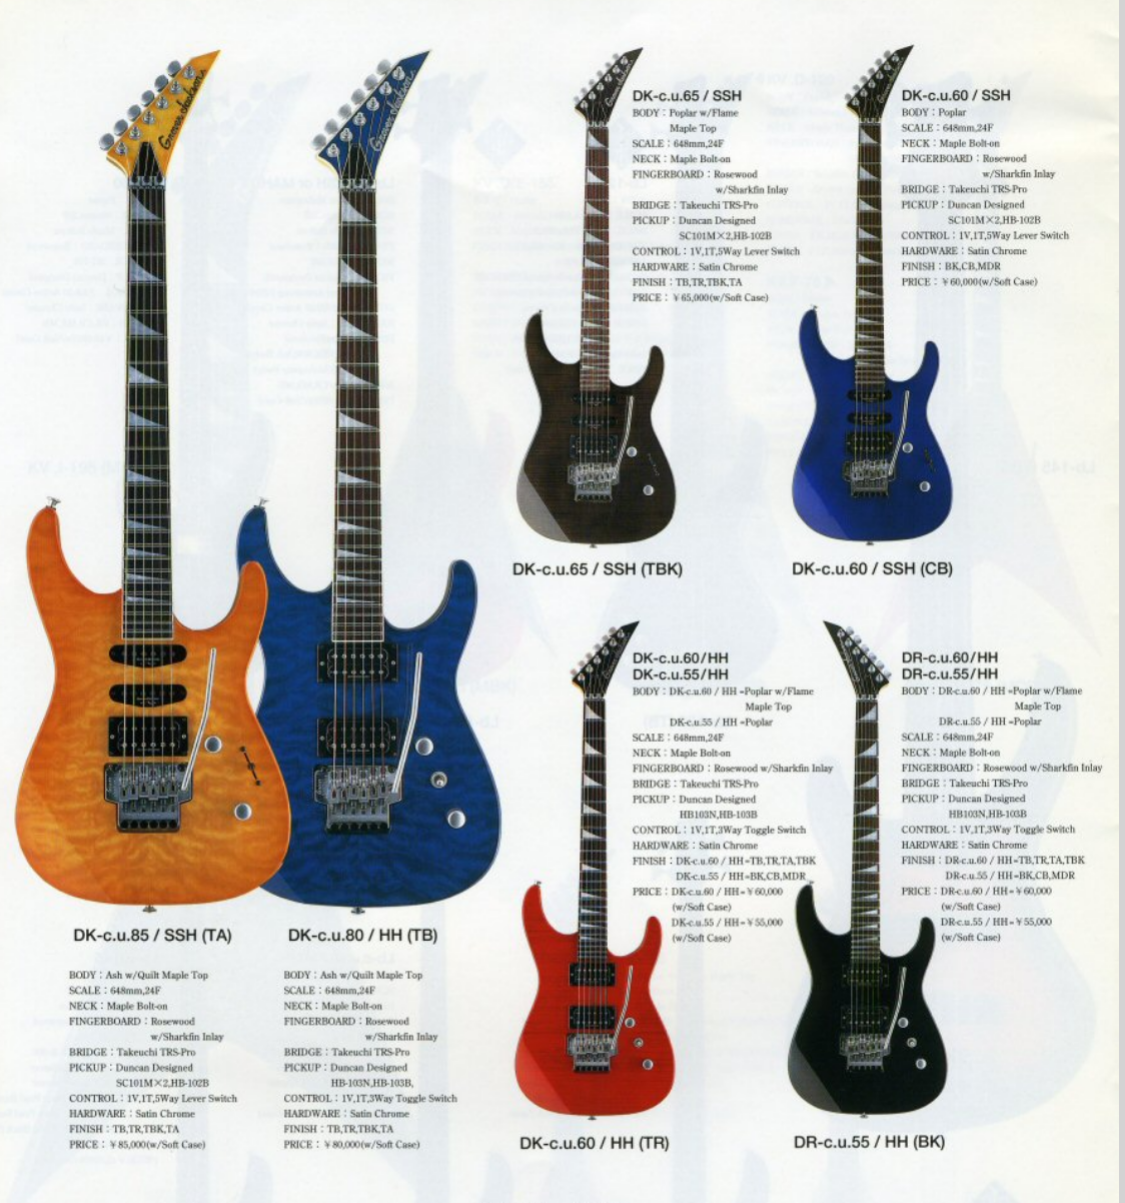 Grover Jackson
Grover Jackson
DK-c.u.85 / SSH (TA)
BODY : Ash w/Quilt Maple Top
SCALE : 648mm,24F
NECK : Maple Bolt-on
FINGERBOARD : Rosewood
w/Sharkfin Inlay
BRIDGE : Takeuchi TRS-Pro
PICKUP : Duncan Designed
SC101M×2,HB-102B
CONTROL : 1V,1T,5Way Lever Switch
HARDWARE : Satin Chrome
FINISH : TB,TR,TBK,TA
PRICE : ¥85,000(w/Soft Case)
DK-c.u.80 / HH (TB)
BODY : Ash w/Quilt Maple Top
SCALE : 648mm,24F
NECK : Maple Bolt-on
FINGERBOARD : Rosewood
w/Sharkfin Inlay
BRIDGE : Takeuchi TRS-Pro
PICKUP : Duncan Designed
HB-103N,HB-103B,
CONTROL : 1V,1T,3Way Toggle Switch
HARDWARE : Satin Chrome
FINISH : TB,TR,TBK,TA
PRICE : ¥80,000(w/Soft Case)
DK-c.u.65 / SSH
BODY : Poplar w/Flame
Maple Top
SCALE : 648mm,24F
NECK : Maple Bolt-on
FINGERBOARD : Rosewood
w/Sharkfin Inlay
BRIDGE : Takeuchi TRS-Pro
PICKUP : Duncan Designed
SC101M×2,HB-102B
CONTROL : 1V,1T,5Way Lever Switch
HARDWARE : Satin Chrome
FINISH : TB,TR,TBK,TA
PRICE : ¥65,000(w/Soft Case)
DK-c.u.65 / SSH (TBK)
DK-c.u.60 / SSH
BODY : Poplar
SCALE : 648mm,24F
NECK : Maple Bolt-on
FINGERBOARD : Rosewood
w/Sharkfin Inlay
BRIDGE : Takeuchi TRS-Pro
PICKUP : Duncan Designed
SC101M×2,HB-102B
CONTROL : 1V,1T,5Way Lever Switch
HARDWARE : Satin Chrome
FINISH : BK,CB,MDR
PRICE : ¥60,000(w/Soft Case)
DK-c.u.60 / SSH (CB)
DK-c.u.60/HH
DK-c.u.55/HH
BODY : DK-c.u.60 / HH =Poplar w/Flame
Maple Top
DK-c.u.55 / HH =Poplar
SCALE : 648mm,24F
NECK : Maple Bolt-on
FINGERBOARD : Rosewood w/Sharkfin Inlay
BRIDGE : Takeuchi TRS-Pro
PICKUP : Duncan Designed
HB103N,HB-103B
CONTROL : 1V,1T,3Way Toggle Switch
HARDWARE : Satin Chrome
FINISH : DK-c.u.60 / HH=TB,TR,TA,TBK
DK-c.u.55 / HH=BK,CB,MDR
PRICE : DK-c.u.60 / HH=¥60,000
(w/Soft Case)
DK-c.u.55 / HH=¥55,000
(w/Soft Case)
DK-c.u.60 / HH (TR)
DR-c.u.60/HH
DR-c.u.55/HH
BODY : DR-c.u.60 / HH =Poplar w/Flame
Maple Top
DR-c.u.55 / HH =Poplar
SCALE : 648mm,24F
NECK : Maple Bolt-on
FINGERBOARD : Rosewood w/Sharkfin Inlay
BRIDGE : Takeuchi TRS-Pro
PICKUP : Duncan Designed
HB103N,HB-103B
CONTROL : 1V,1T,3Way Toggle Switch
HARDWARE : Satin Chrome
FINISH : DR-c.u.60 / HH=TB,TR,TA,TBK
DR-c.u.55 / HH=BK,CB,MDR
PRICE : DR-c.u.60 / HH=¥60,000
(w/Soft Case)
DR-c.u.55 / HH=¥55,000
(w/Soft Case)
DR-c.u.55 / HH (BK)